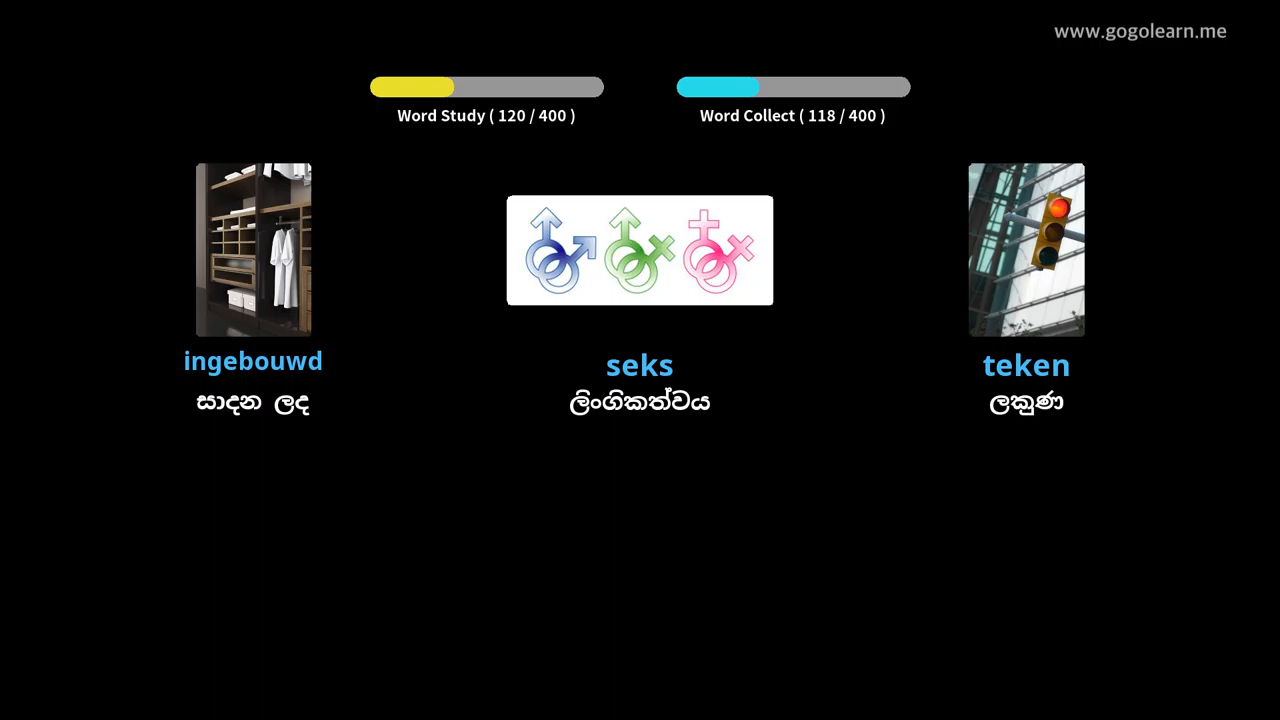 www.gogolearn.me
Word Study ( 120 / 400 )
Word Collect ( 118 / 400 )
ingebouwd
seks
teken
සාදන ලද
ලිංගිකත්වය
ලකුණ